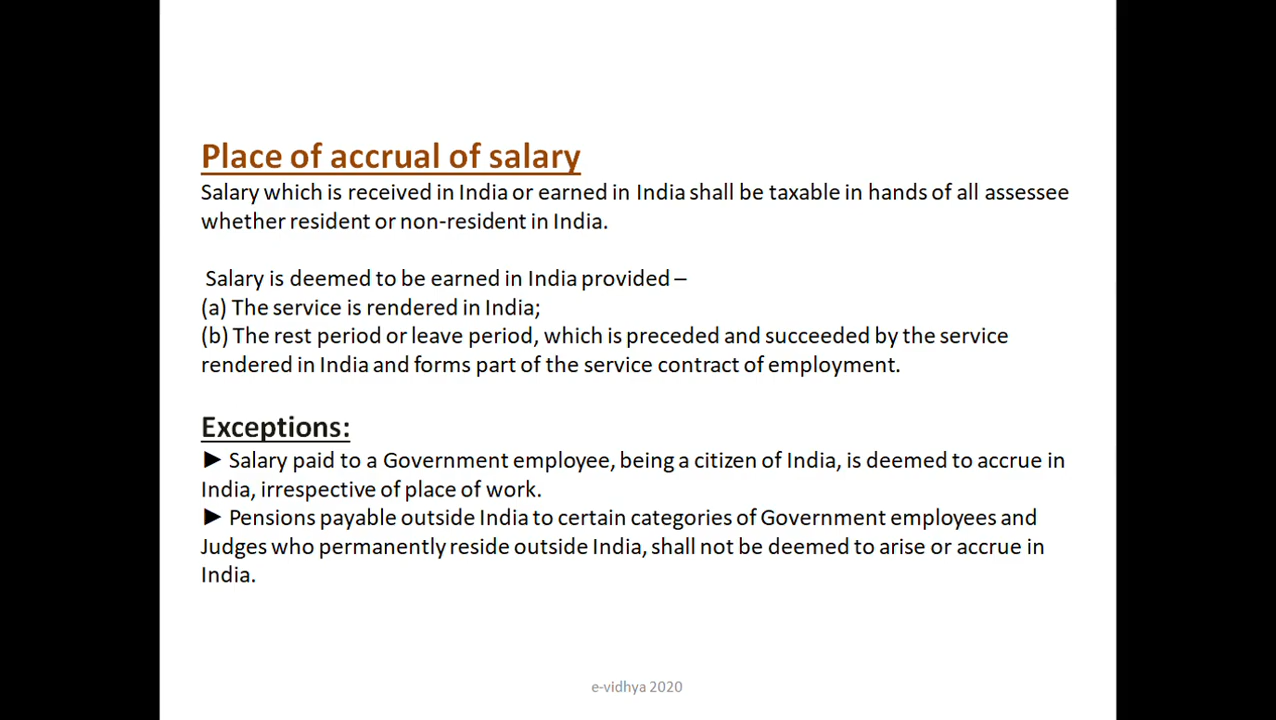 Place of accrual of salary
Salary which is received in India or earned in India shall be taxable in hands of all assessee
whether resident or non-resident in India.
Salary is deemed to be earned in India provided –
(a) The service is rendered in India;
(b) The rest period or leave period, which is preceded and succeeded by the service
rendered in India and forms part of the service contract of employment.
Exceptions:
► Salary paid to a Government employee, being a citizen of India, is deemed to accrue in
India, irrespective of place of work.
► Pensions payable outside India to certain categories of Government employees and
Judges who permanently reside outside India, shall not be deemed to arise or accrue in
India.
e-vidhya 2020